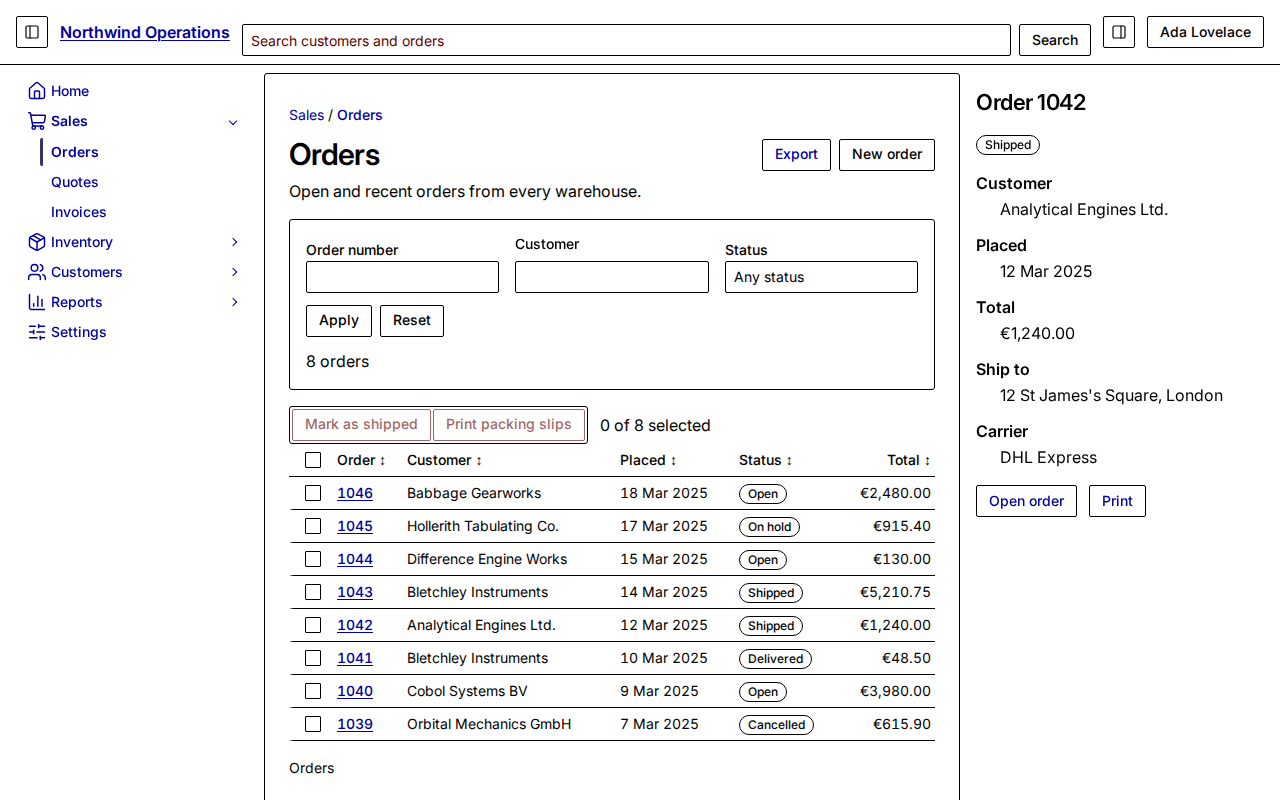 Northwind Operations
Search customers and orders
Search
Ada Lovelace
Home
Sales
Orders
Quotes
Invoices
Inventory
Customers
Reports
Settings
Sales / Orders
Orders
Export
New order
Open and recent orders from every warehouse.
Order number
Customer
Status
Any status
Apply
Reset
8 orders
Mark as shipped
Print packing slips
0 of 8 selected
Order ↕ Customer ↕ Placed ↕ Status ↕ Total ↕
1046 Babbage Gearworks 18 Mar 2025 Open €2,480.00
1045 Hollerith Tabulating Co. 17 Mar 2025 On hold €915.40
1044 Difference Engine Works 15 Mar 2025 Open €130.00
1043 Bletchley Instruments 14 Mar 2025 Shipped €5,210.75
1042 Analytical Engines Ltd. 12 Mar 2025 Shipped €1,240.00
1041 Bletchley Instruments 10 Mar 2025 Delivered €48.50
1040 Cobol Systems BV 9 Mar 2025 Open €3,980.00
1039 Orbital Mechanics GmbH 7 Mar 2025 Cancelled €615.90
Orders
Order 1042
Shipped
Customer
Analytical Engines Ltd.
Placed
12 Mar 2025
Total
€1,240.00
Ship to
12 St James's Square, London
Carrier
DHL Express
Open order
Print